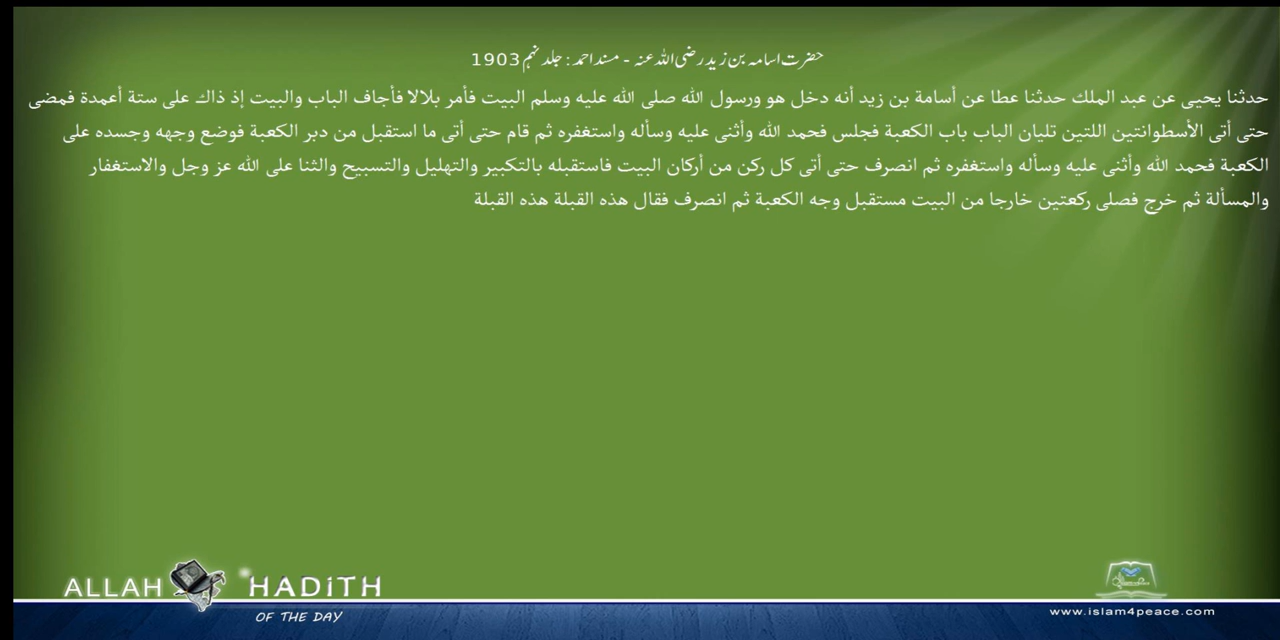 حضرت اسامہ بن زید رضی اللہ عنہ - مسند احمد : جلد نہم 1903
حدثنا يحيى عن عبد الملك حدثنا عطا عن أسامة بن زيد أنه دخل هو ورسول الله صلى الله عليه وسلم البيت فأمر بلالا فأجاف الباب والبيت إذ ذاك على ستة أعمدة فمضى
حتى أتى الأسطوانتين اللتين تليان الباب باب الكعبة فجلس فحمد الله وأثنى عليه وسأله واستغفره ثم قام حتى أتى ما استقبل من دبر الكعبة فوضع وجهه وجسده على
الكعبة فحمد الله وأثنى عليه وسأله واستغفره ثم انصرف حتى أتى كل ركن من أركان البيت فاستقبله بالتكبير والتهليل والتسبيح والثنا على الله عز وجل والاستغفار
والمسألة ثم خرج فصلى ركعتين خارجا من البيت مستقبل وجه الكعبة ثم انصرف فقال هذه القبلة هذه القبلة
ALLAH HADITH
OF THE DAY
www.islam4peace.com